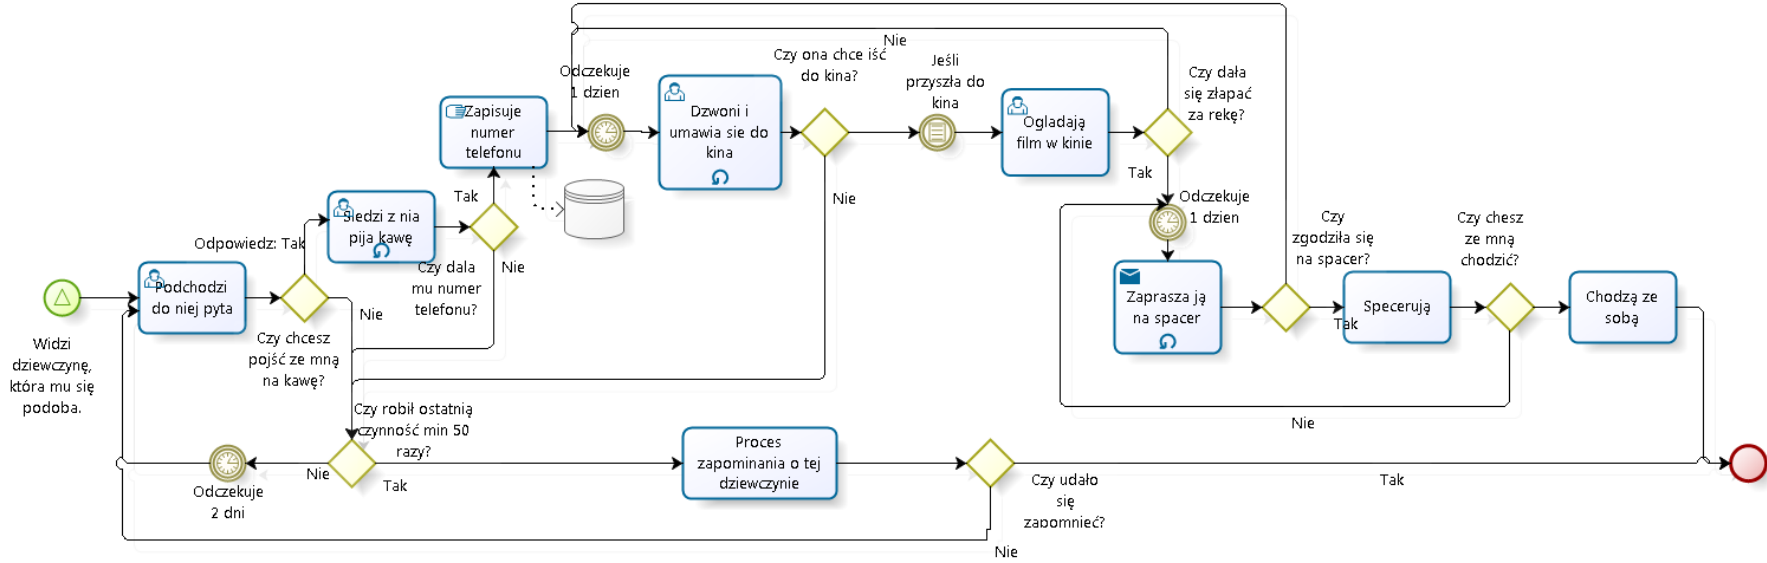 Widzi
dziewczynę,
która mu się
podoba.
Podchodzi
do niej pyta
Czy chcesz
pojść ze mną
na kawę?
Odpowiedz: Tak
Nie
Siedzi z nia
pija kawę
Czy dala
mu numer
telefonu?
Tak
Nie
Zapisuje
numer
telefonu
Odczekuje
1 dzien
Dzwoni i
umawia sie do
kina
Czy ona chce iść
do kina?
Nie
Jeśli
przyszła do
kina
Ogladają
film w kinie
Czy dała
się złapać
za rekę?
Nie
Tak
Odczekuje
1 dzien
Zaprasza ją
na spacer
Czy
zgodziła się
na spacer?
Tak
Specerują
Czy chesz
ze mną
chodzić?
Nie
Chodzą ze
sobą
Czy robił ostatnią
czynność min 50
razy?
Nie
Tak
Odczekuje
2 dni
Proces
zapominania o tej
dziewczynie
Czy udało
się
zapomnieć?
Tak
Nie